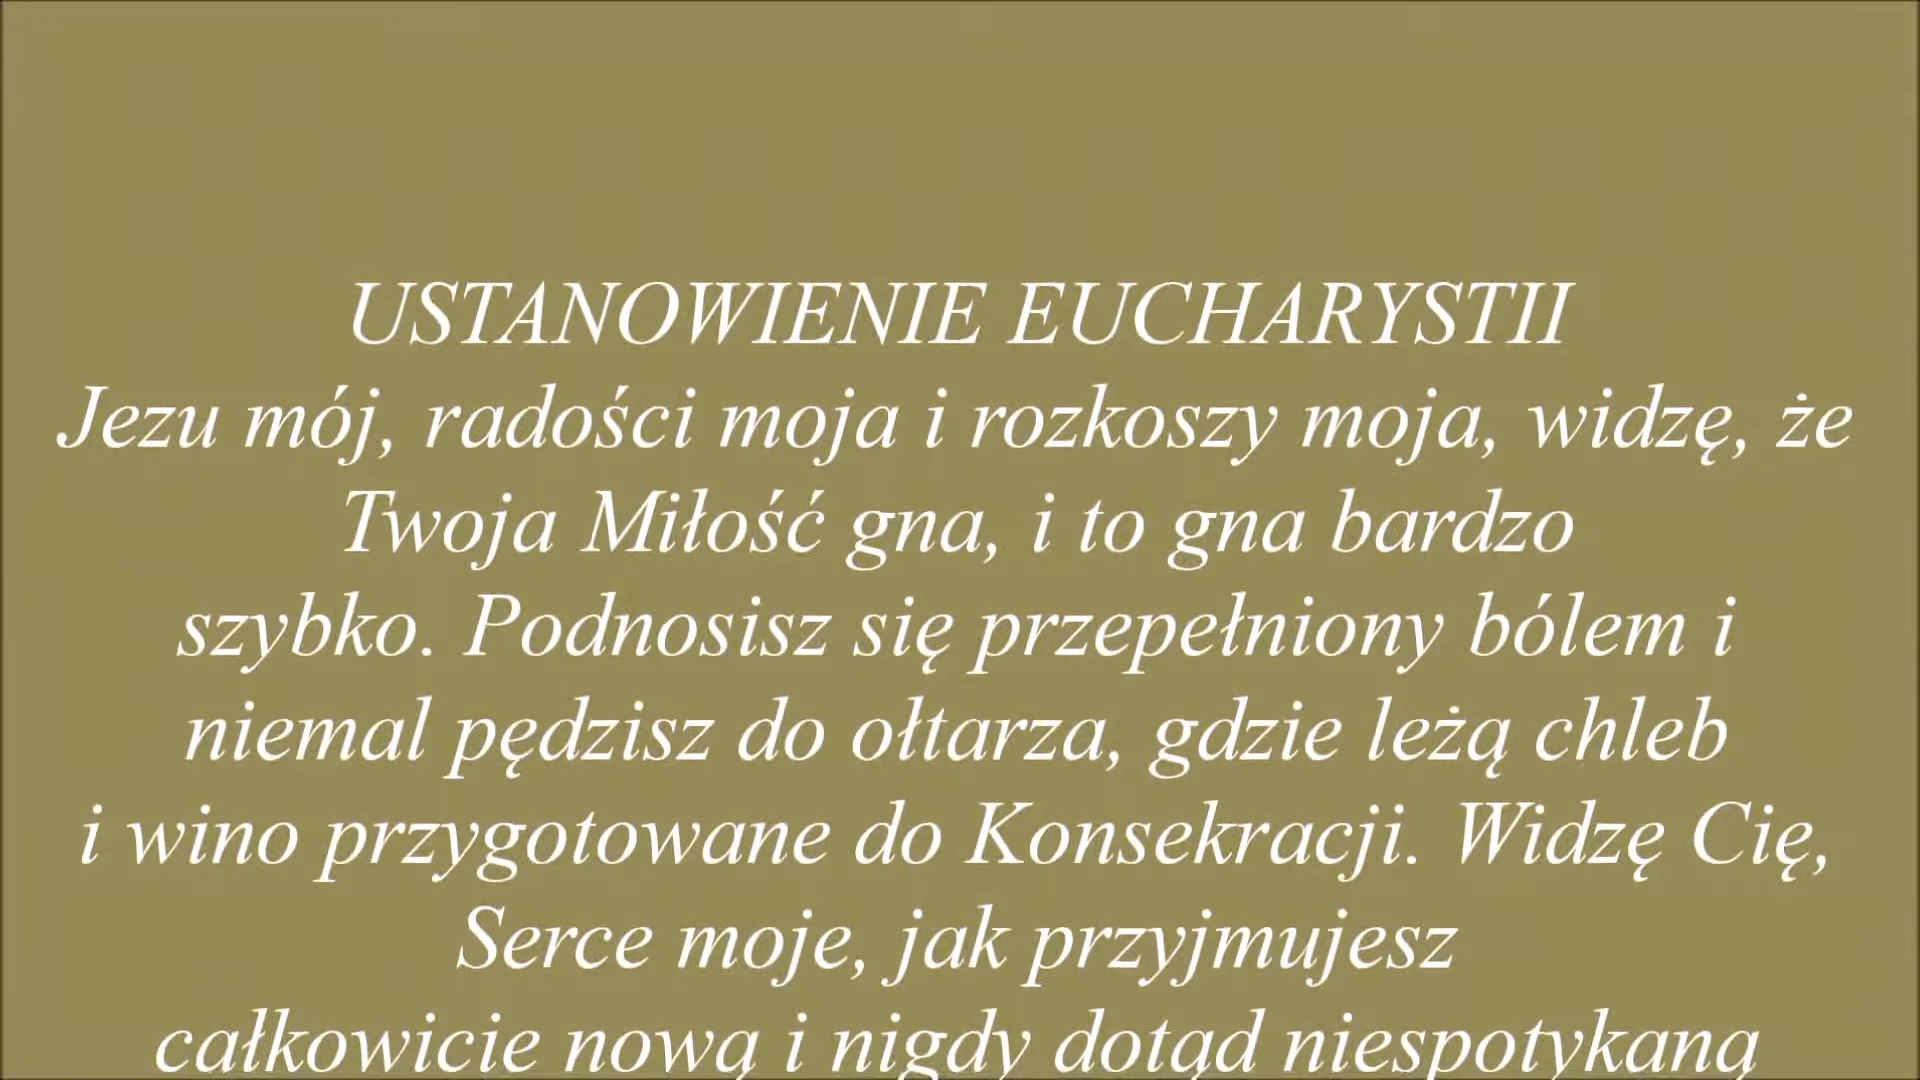 USTANOWIENIE EUCHARYSTII
Jezu mój, radości moja i rozkoszy moja, widzę, że
Twoja Miłość gna, i to gna bardzo
szybko. Podnosisz się przepełniony bólem i
niemal pędzisz do ołtarza, gdzie leżą chleb
i wino przygotowane do Konsekracji. Widzę Cię,
Serce moje, jak przyjmujesz
całkowicie nową i nigdy dotąd niespotykaną